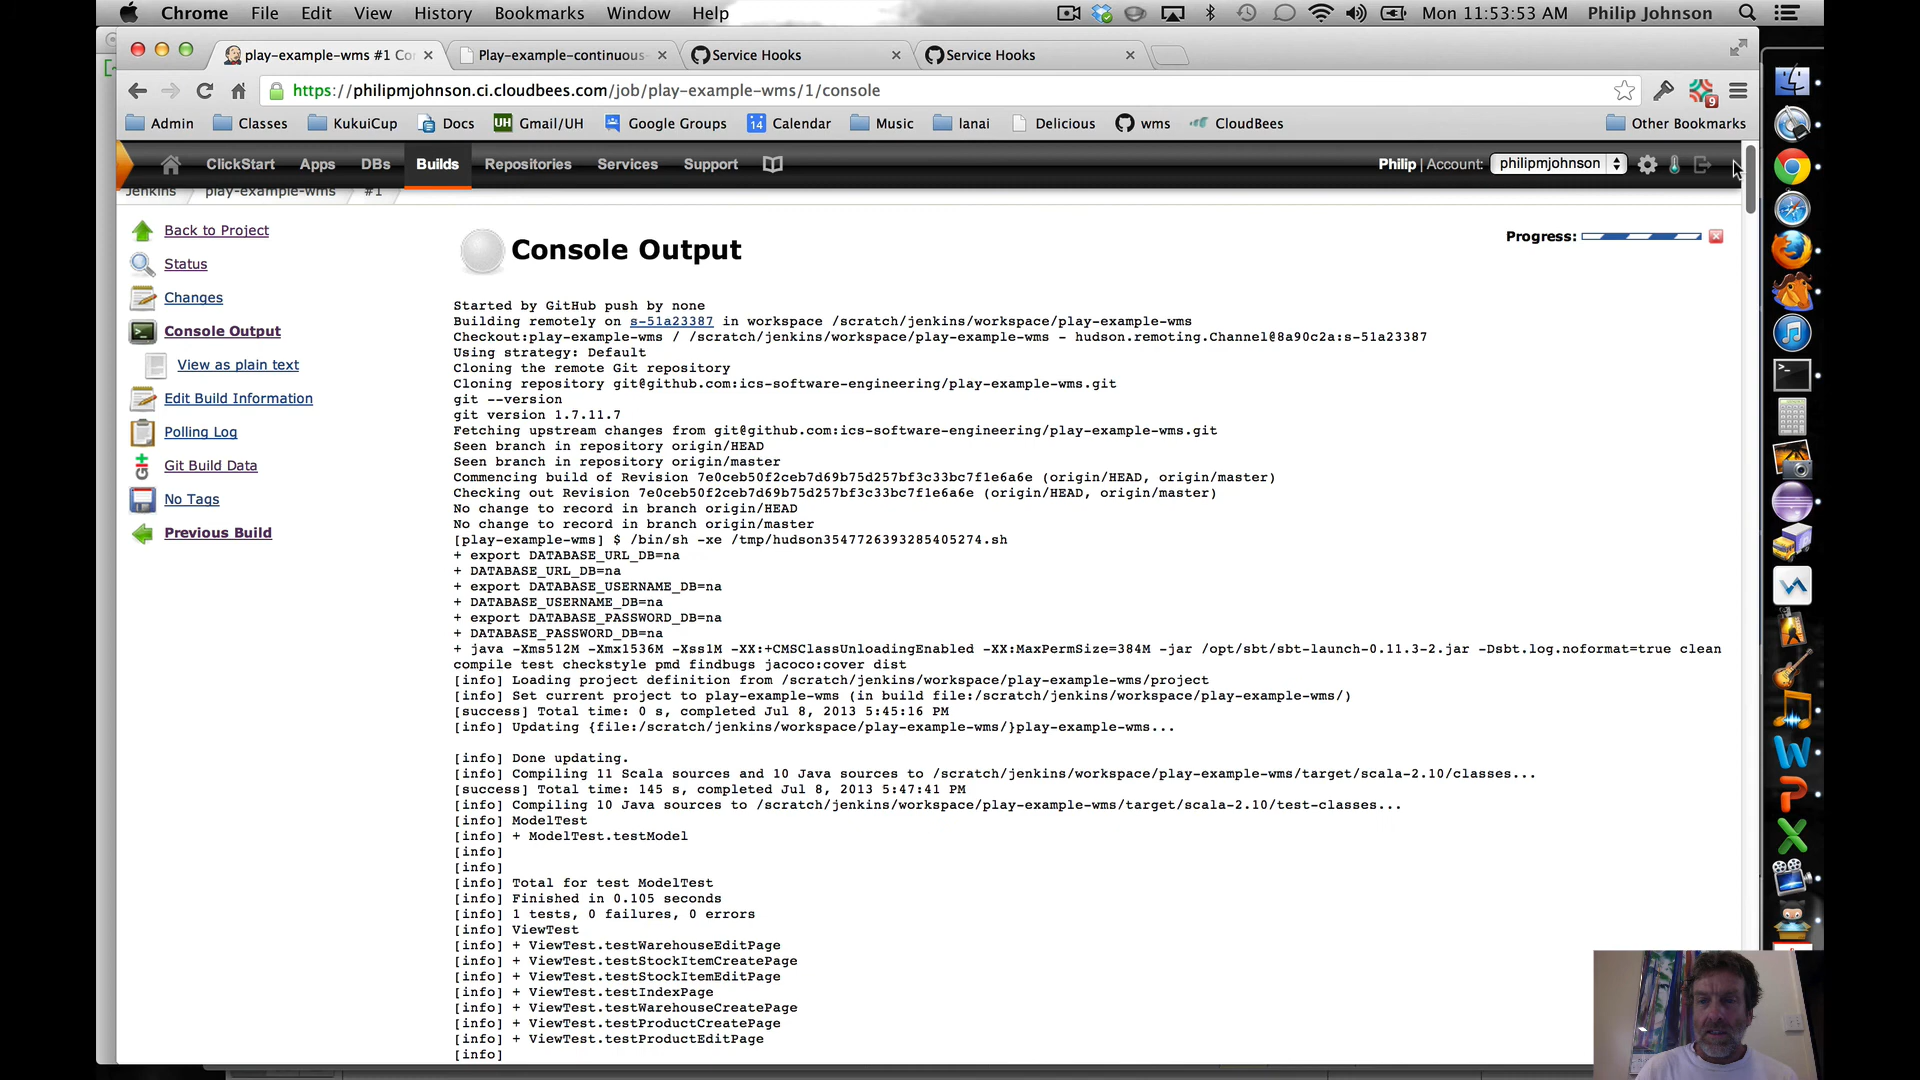 Chrome File Edit View History Bookmarks Window Help Mon 11:53:53 AM Philip Johnson
play-example-wms #1 Co Play-example-continuous- Service Hooks Service Hooks
https://philipmjohnson.ci.cloudbees.com/job/play-example-wms/1/console 9
Admin Classes KukuiCup Docs UH Gmail/UH Google Groups 14 Calendar Music lanai Delicious wms CloudBees Other Bookmarks
ClickStart Apps DBs Builds Repositories Services Support Philip | Account: philipmjohnson
Jenkins play-example-wms #1
Back to Project
Status
Changes
Console Output
View as plain text
Edit Build Information
Polling Log
Git Build Data
No Tags
Previous Build
Console Output
Progress:
Started by GitHub push by none
Building remotely on s-51a23387 in workspace /scratch/jenkins/workspace/play-example-wms
Checkout:play-example-wms / /scratch/jenkins/workspace/play-example-wms - hudson.remoting.Channel@8a90c2a:s-51a23387
Using strategy: Default
Cloning the remote Git repository
Cloning repository git@github.com:ics-software-engineering/play-example-wms.git
git --version
git version 1.7.11.7
Fetching upstream changes from git@github.com:ics-software-engineering/play-example-wms.git
Seen branch in repository origin/HEAD
Seen branch in repository origin/master
Commencing build of Revision 7e0ceb50f2ceb7d69b75d257bf3c33bc7f1e6a6e (origin/HEAD, origin/master)
Checking out Revision 7e0ceb50f2ceb7d69b75d257bf3c33bc7f1e6a6e (origin/HEAD, origin/master)
No change to record in branch origin/HEAD
No change to record in branch origin/master
[play-example-wms] $ /bin/sh -xe /tmp/hudson3547726393285405274.sh
+ export DATABASE_URL_DB=na
+ DATABASE_URL_DB=na
+ export DATABASE_USERNAME_DB=na
+ DATABASE_USERNAME_DB=na
+ export DATABASE_PASSWORD_DB=na
+ DATABASE_PASSWORD_DB=na
+ java -Xms512M -Xmx1536M -Xss1M -XX:+CMSClassUnloadingEnabled -XX:MaxPermSize=384M -jar /opt/sbt/sbt-launch-0.11.3-2.jar -Dsbt.log.noformat=true clean
compile test checkstyle pmd findbugs jacoco:cover dist
[info] Loading project definition from /scratch/jenkins/workspace/play-example-wms/project
[info] Set current project to play-example-wms (in build file:/scratch/jenkins/workspace/play-example-wms/)
[success] Total time: 0 s, completed Jul 8, 2013 5:45:16 PM
[info] Updating {file:/scratch/jenkins/workspace/play-example-wms/}play-example-wms...
[info] Done updating.
[info] Compiling 11 Scala sources and 10 Java sources to /scratch/jenkins/workspace/play-example-wms/target/scala-2.10/classes...
[success] Total time: 145 s, completed Jul 8, 2013 5:47:41 PM
[info] Compiling 10 Java sources to /scratch/jenkins/workspace/play-example-wms/target/scala-2.10/test-classes...
[info] ModelTest
[info] + ModelTest.testModel
[info]
[info]
[info] Total for test ModelTest
[info] Finished in 0.105 seconds
[info] 1 tests, 0 failures, 0 errors
[info] ViewTest
[info] + ViewTest.testWarehouseEditPage
[info] + ViewTest.testStockItemCreatePage
[info] + ViewTest.testStockItemEditPage
[info] + ViewTest.testIndexPage
[info] + ViewTest.testWarehouseCreatePage
[info] + ViewTest.testProductCreatePage
[info] + ViewTest.testProductEditPage
[info]